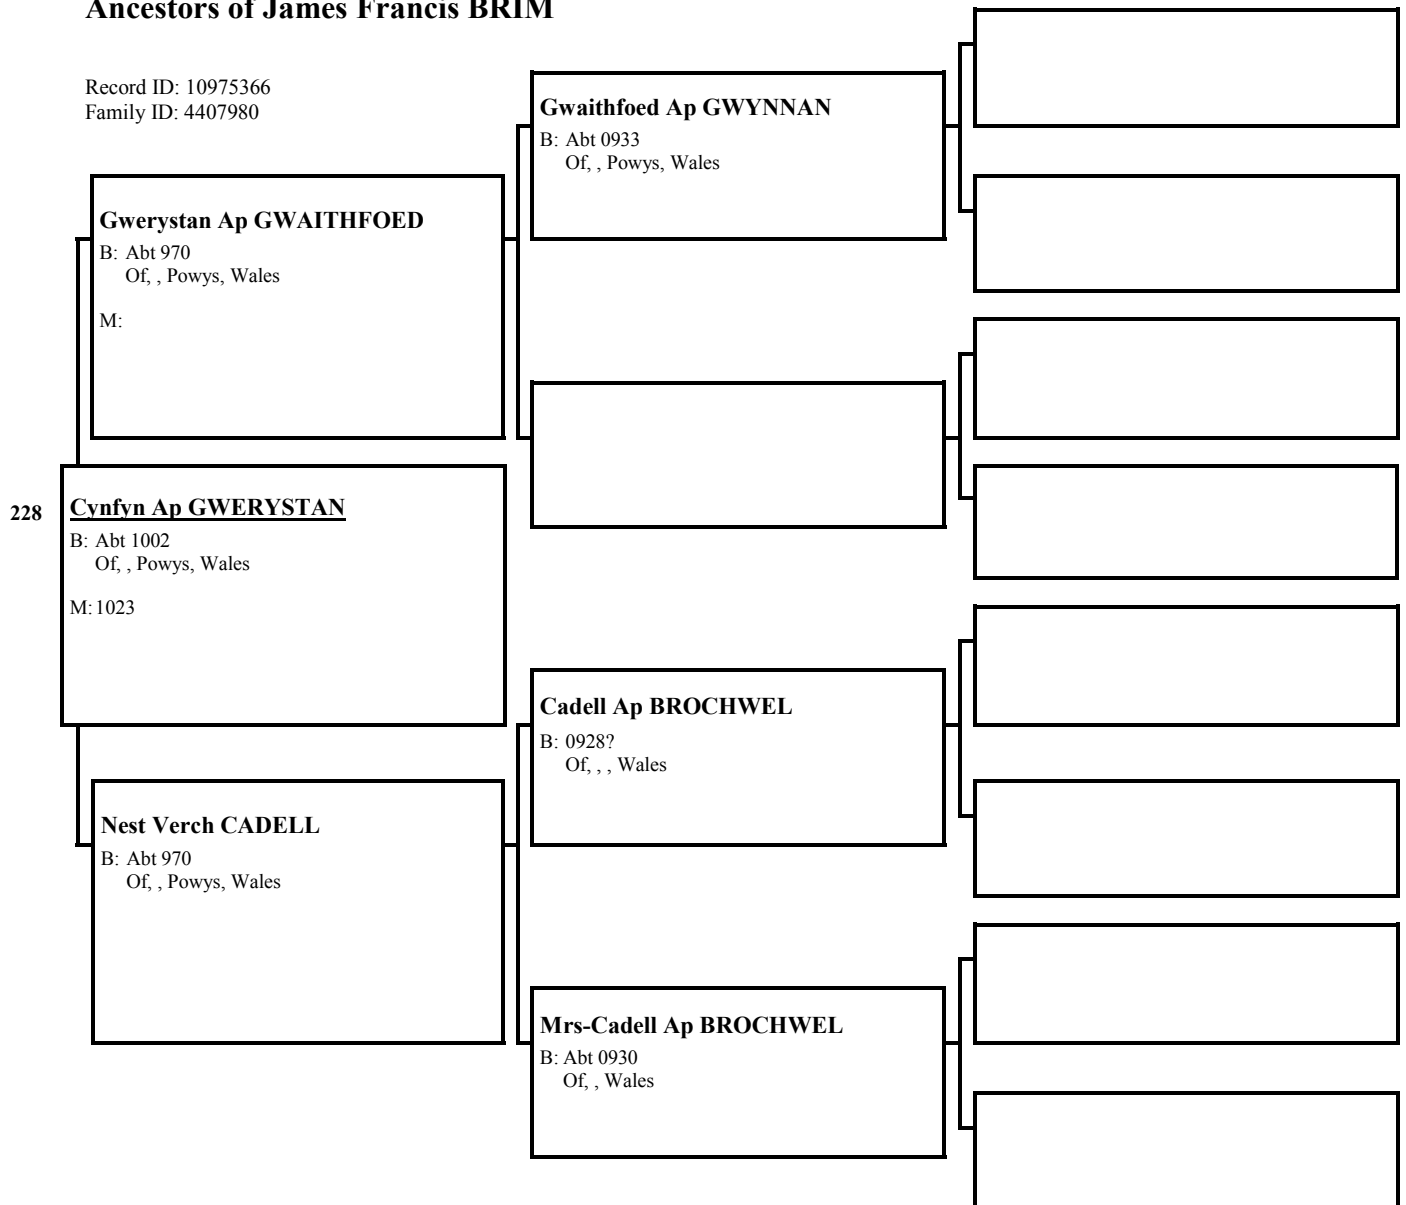 Ancestors of James Francis BRIM
Record ID: 10975366
Family ID: 4407980
Gwaithfoed Ap GWYNNAN
B: Abt 0933
Of, , Powys, Wales
Gwerystan Ap GWAITHFOED
B: Abt 970
Of, , Powys, Wales
M:
228
Cynfyn Ap GWERYSTAN
B: Abt 1002
Of, , Powys, Wales
M: 1023
Cadell Ap BROCHWEL
B: 0928?
Of, , , Wales
Nest Verch CADELL
B: Abt 970
Of, , Powys, Wales
Mrs-Cadell Ap BROCHWEL
B: Abt 0930
Of, , Wales